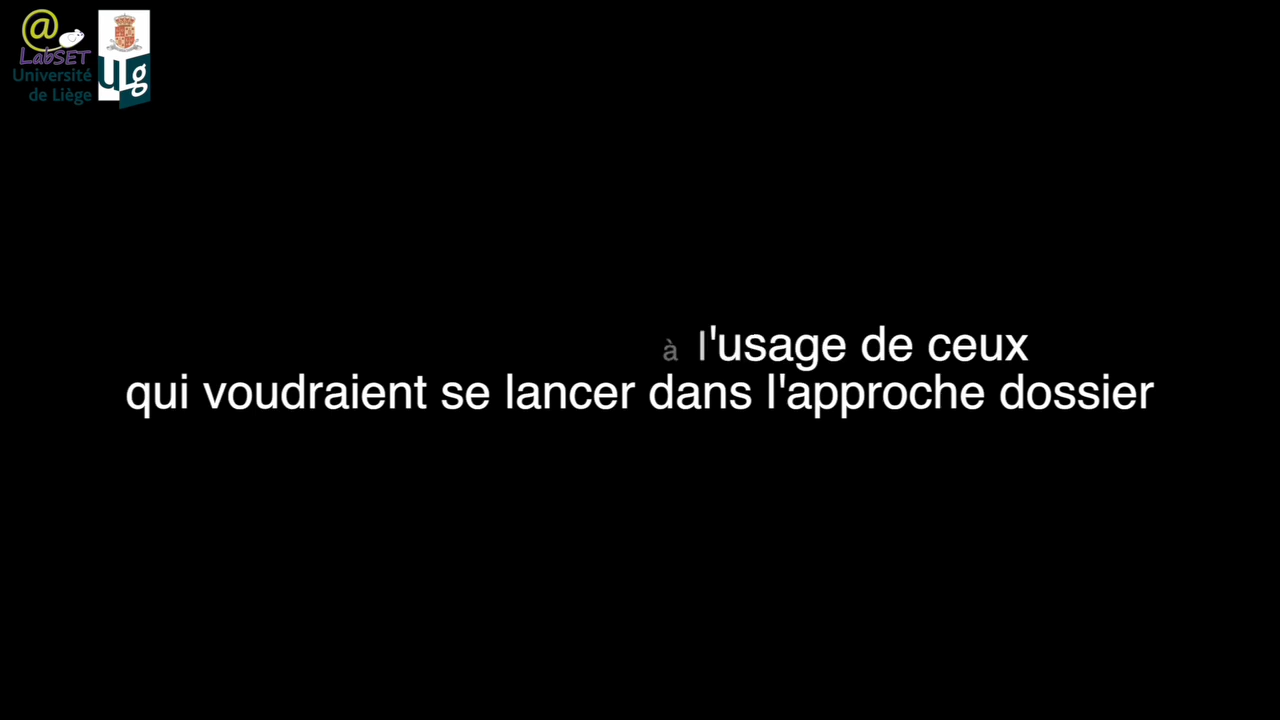 @
LabSET
Université
de Liège
ULg
à l'usage de ceux
qui voudraient se lancer dans l'approche dossier